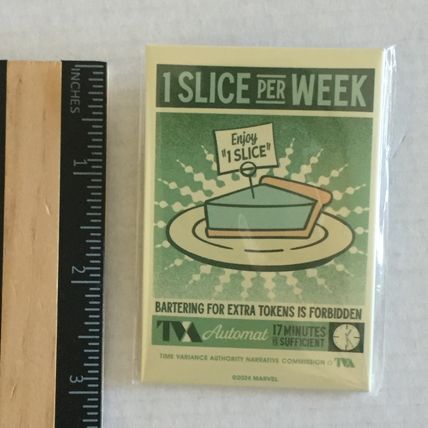 1 SLICE PER WEEK
Enjoy
"1 SLICE"
BARTERING FOR EXTRA TOKENS IS FORBIDDEN
TVA Automat 17 MINUTES
IS SUFFICIENT
TIME VARIANCE AUTHORITY NARRATIVE COMMISSION TVA
©2024 MARVEL
INCHES
1
2
3